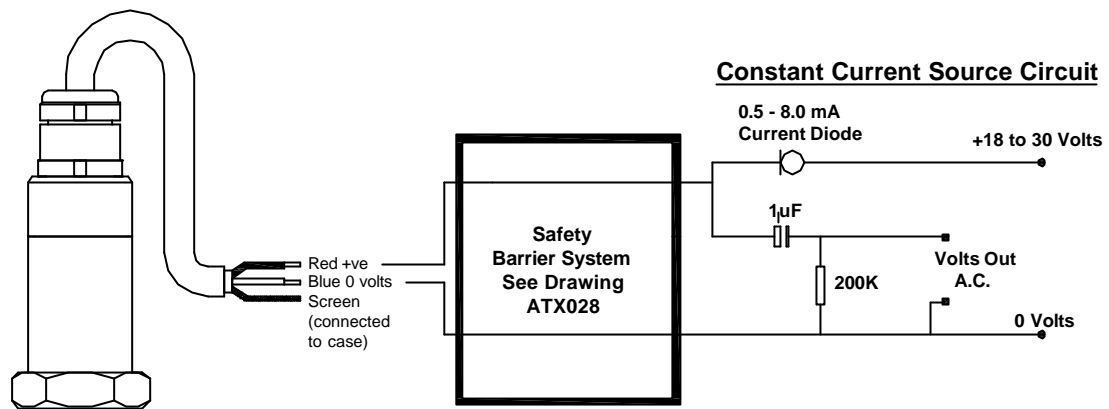 Constant Current Source Circuit
0.5 - 8.0 mA
Current Diode
+18 to 30 Volts
1uF
Safety
Barrier System
See Drawing
ATX028
Red +ve
Blue 0 volts
Screen
(connected
to case)
200K
Volts Out
A.C.
0 Volts